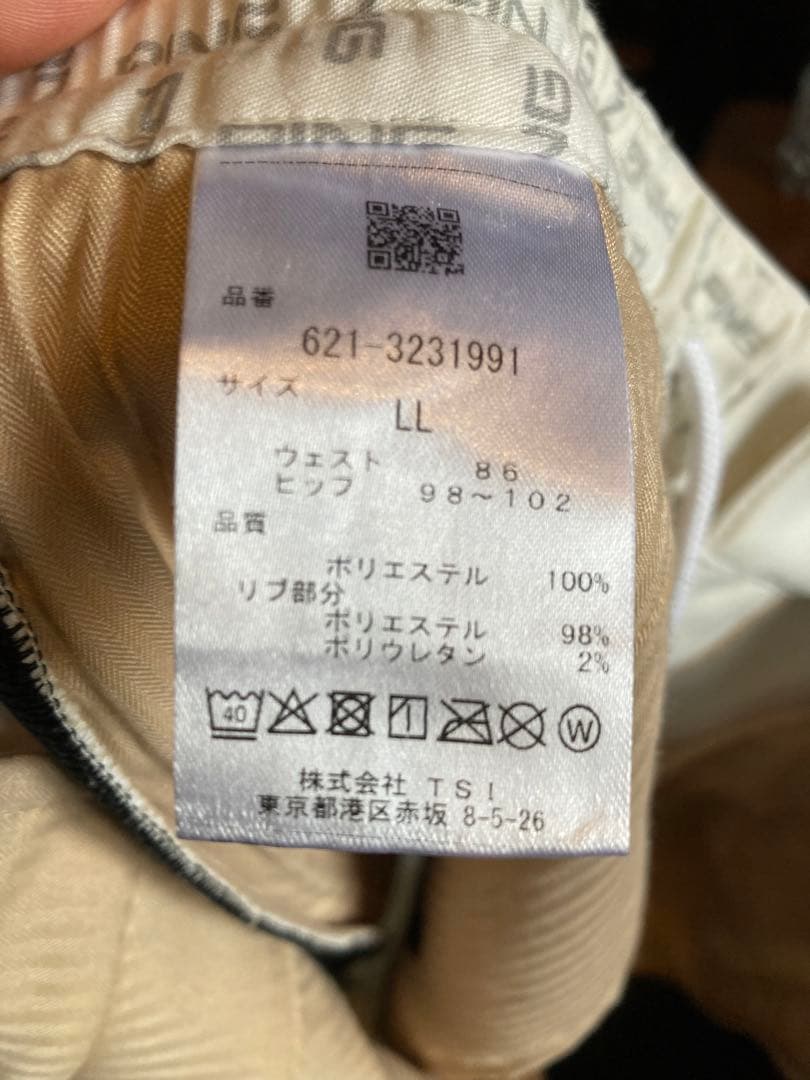 PING
品番
621-3231991
サイズ
LL
ウェスト 86
ヒップ 98～102
品質
ポリエステル 100%
リブ部分
ポリエステル 98%
ポリウレタン 2%
40
W
株式会社 TSI
東京都港区赤坂 8-5-26